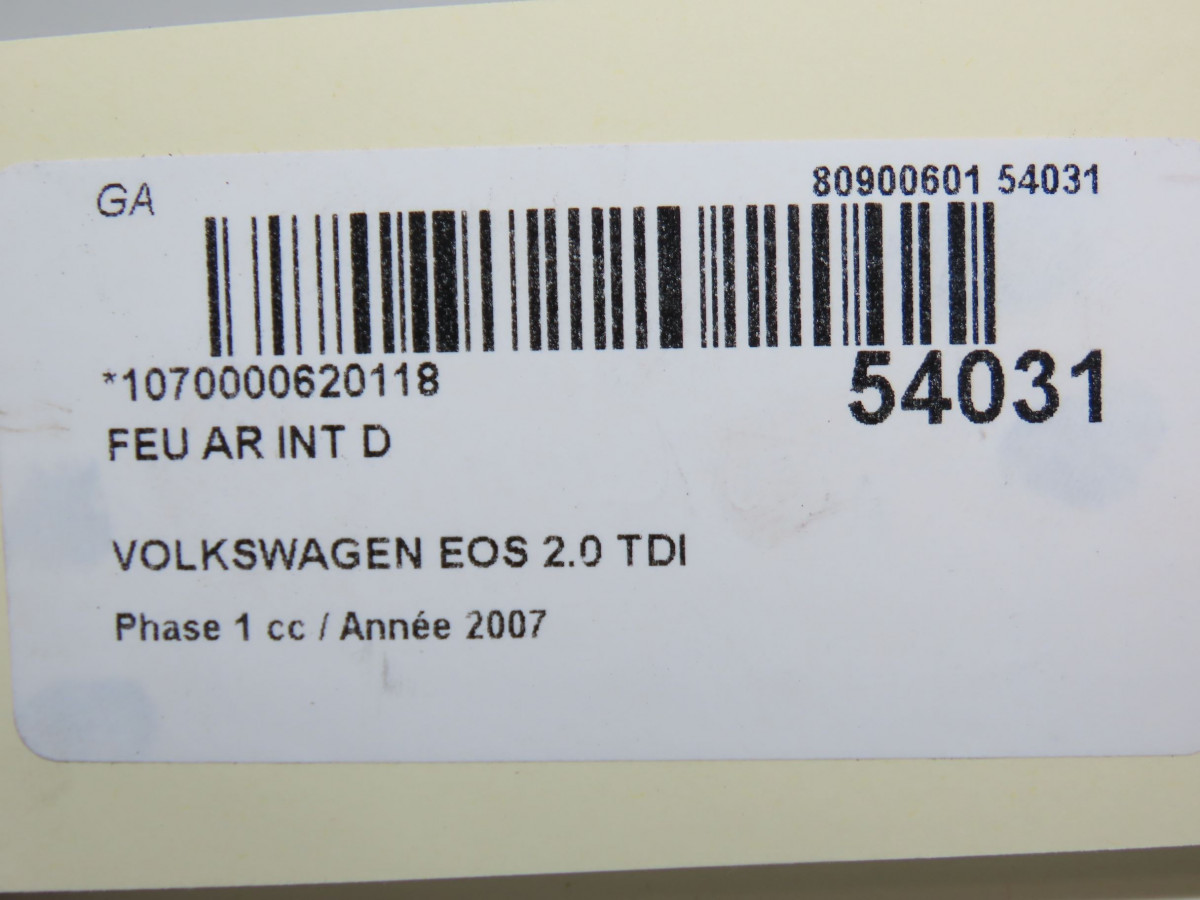 GA
80900601 54031
*1070000620118
54031
FEU AR INT D
VOLKSWAGEN EOS 2.0 TDI
Phase 1 cc / Année 2007